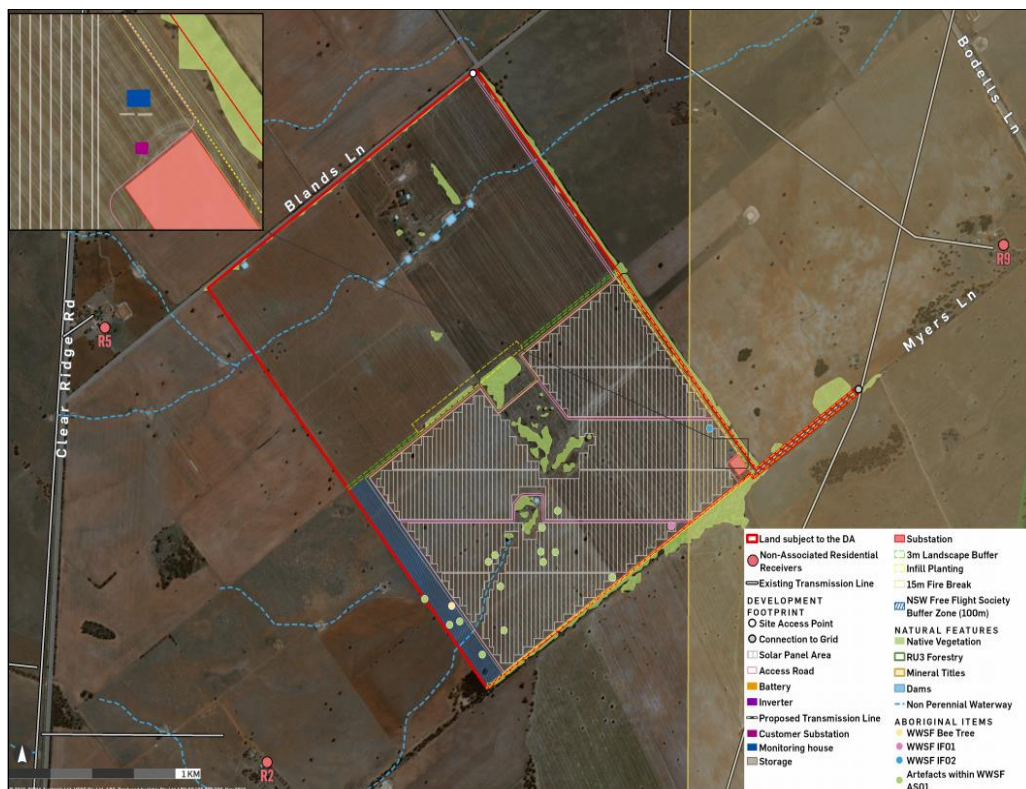 Blands Ln
Bodells Ln
Clear Ridge Rd
Myers Ln
R5
R9
R2
1KM
Land subject to the DA
Non-Associated Residential
Receivers
Existing Transmission Line
DEVELOPMENT
FOOTPRINT
Site Access Point
Connection to Grid
Solar Panel Area
Access Road
Battery
Inverter
Proposed Transmission Line
Customer Substation
Monitoring house
Storage
Substation
3m Landscape Buffer
Infill Planting
15m Fire Break
NSW Free Flight Society
Buffer Zone (100m)
NATURAL FEATURES
Native Vegetation
RU3 Forestry
Mineral Titles
Dams
Non Perennial Waterway
ABORIGINAL ITEMS
WWSF Bee Tree
WWSF IF01
WWSF IF02
Artefacts within WWSF
AS01